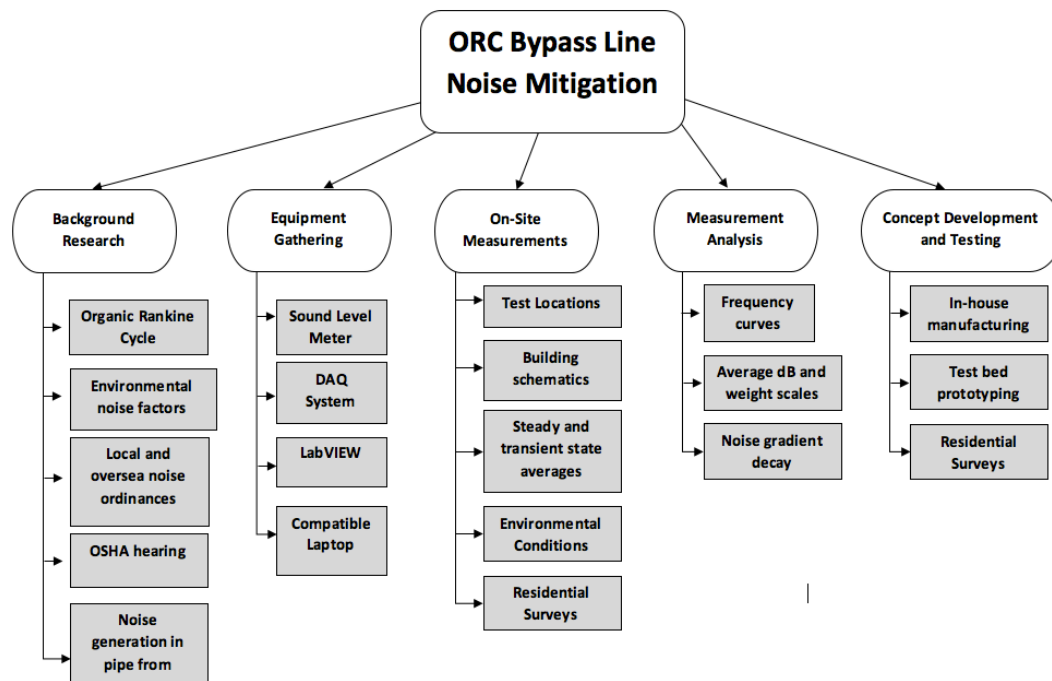 ORC Bypass Line
Noise Mitigation
Background
Research
Organic Rankine
Cycle
Environmental
noise factors
Local and
oversea noise
ordinances
OSHA hearing
Noise
generation in
pipe from
Equipment
Gathering
Sound Level
Meter
DAQ
System
LabVIEW
Compatible
Laptop
On-Site
Measurements
Test Locations
Building
schematics
Steady and
transient state
averages
Environmental
Conditions
Residential
Surveys
Measurement
Analysis
Frequency
curves
Average dB and
weight scales
Noise gradient
decay
Concept Development
and Testing
In-house
manufacturing
Test bed
prototyping
Residential
Surveys